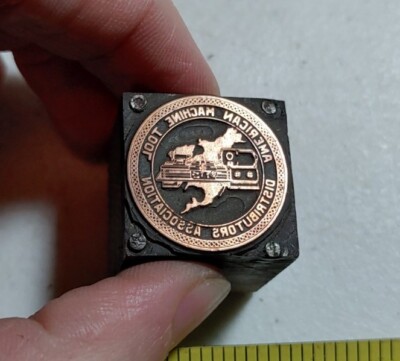 AMERICAN MACHINE TOOL
DISTRIBUTORS ASSOCIATION